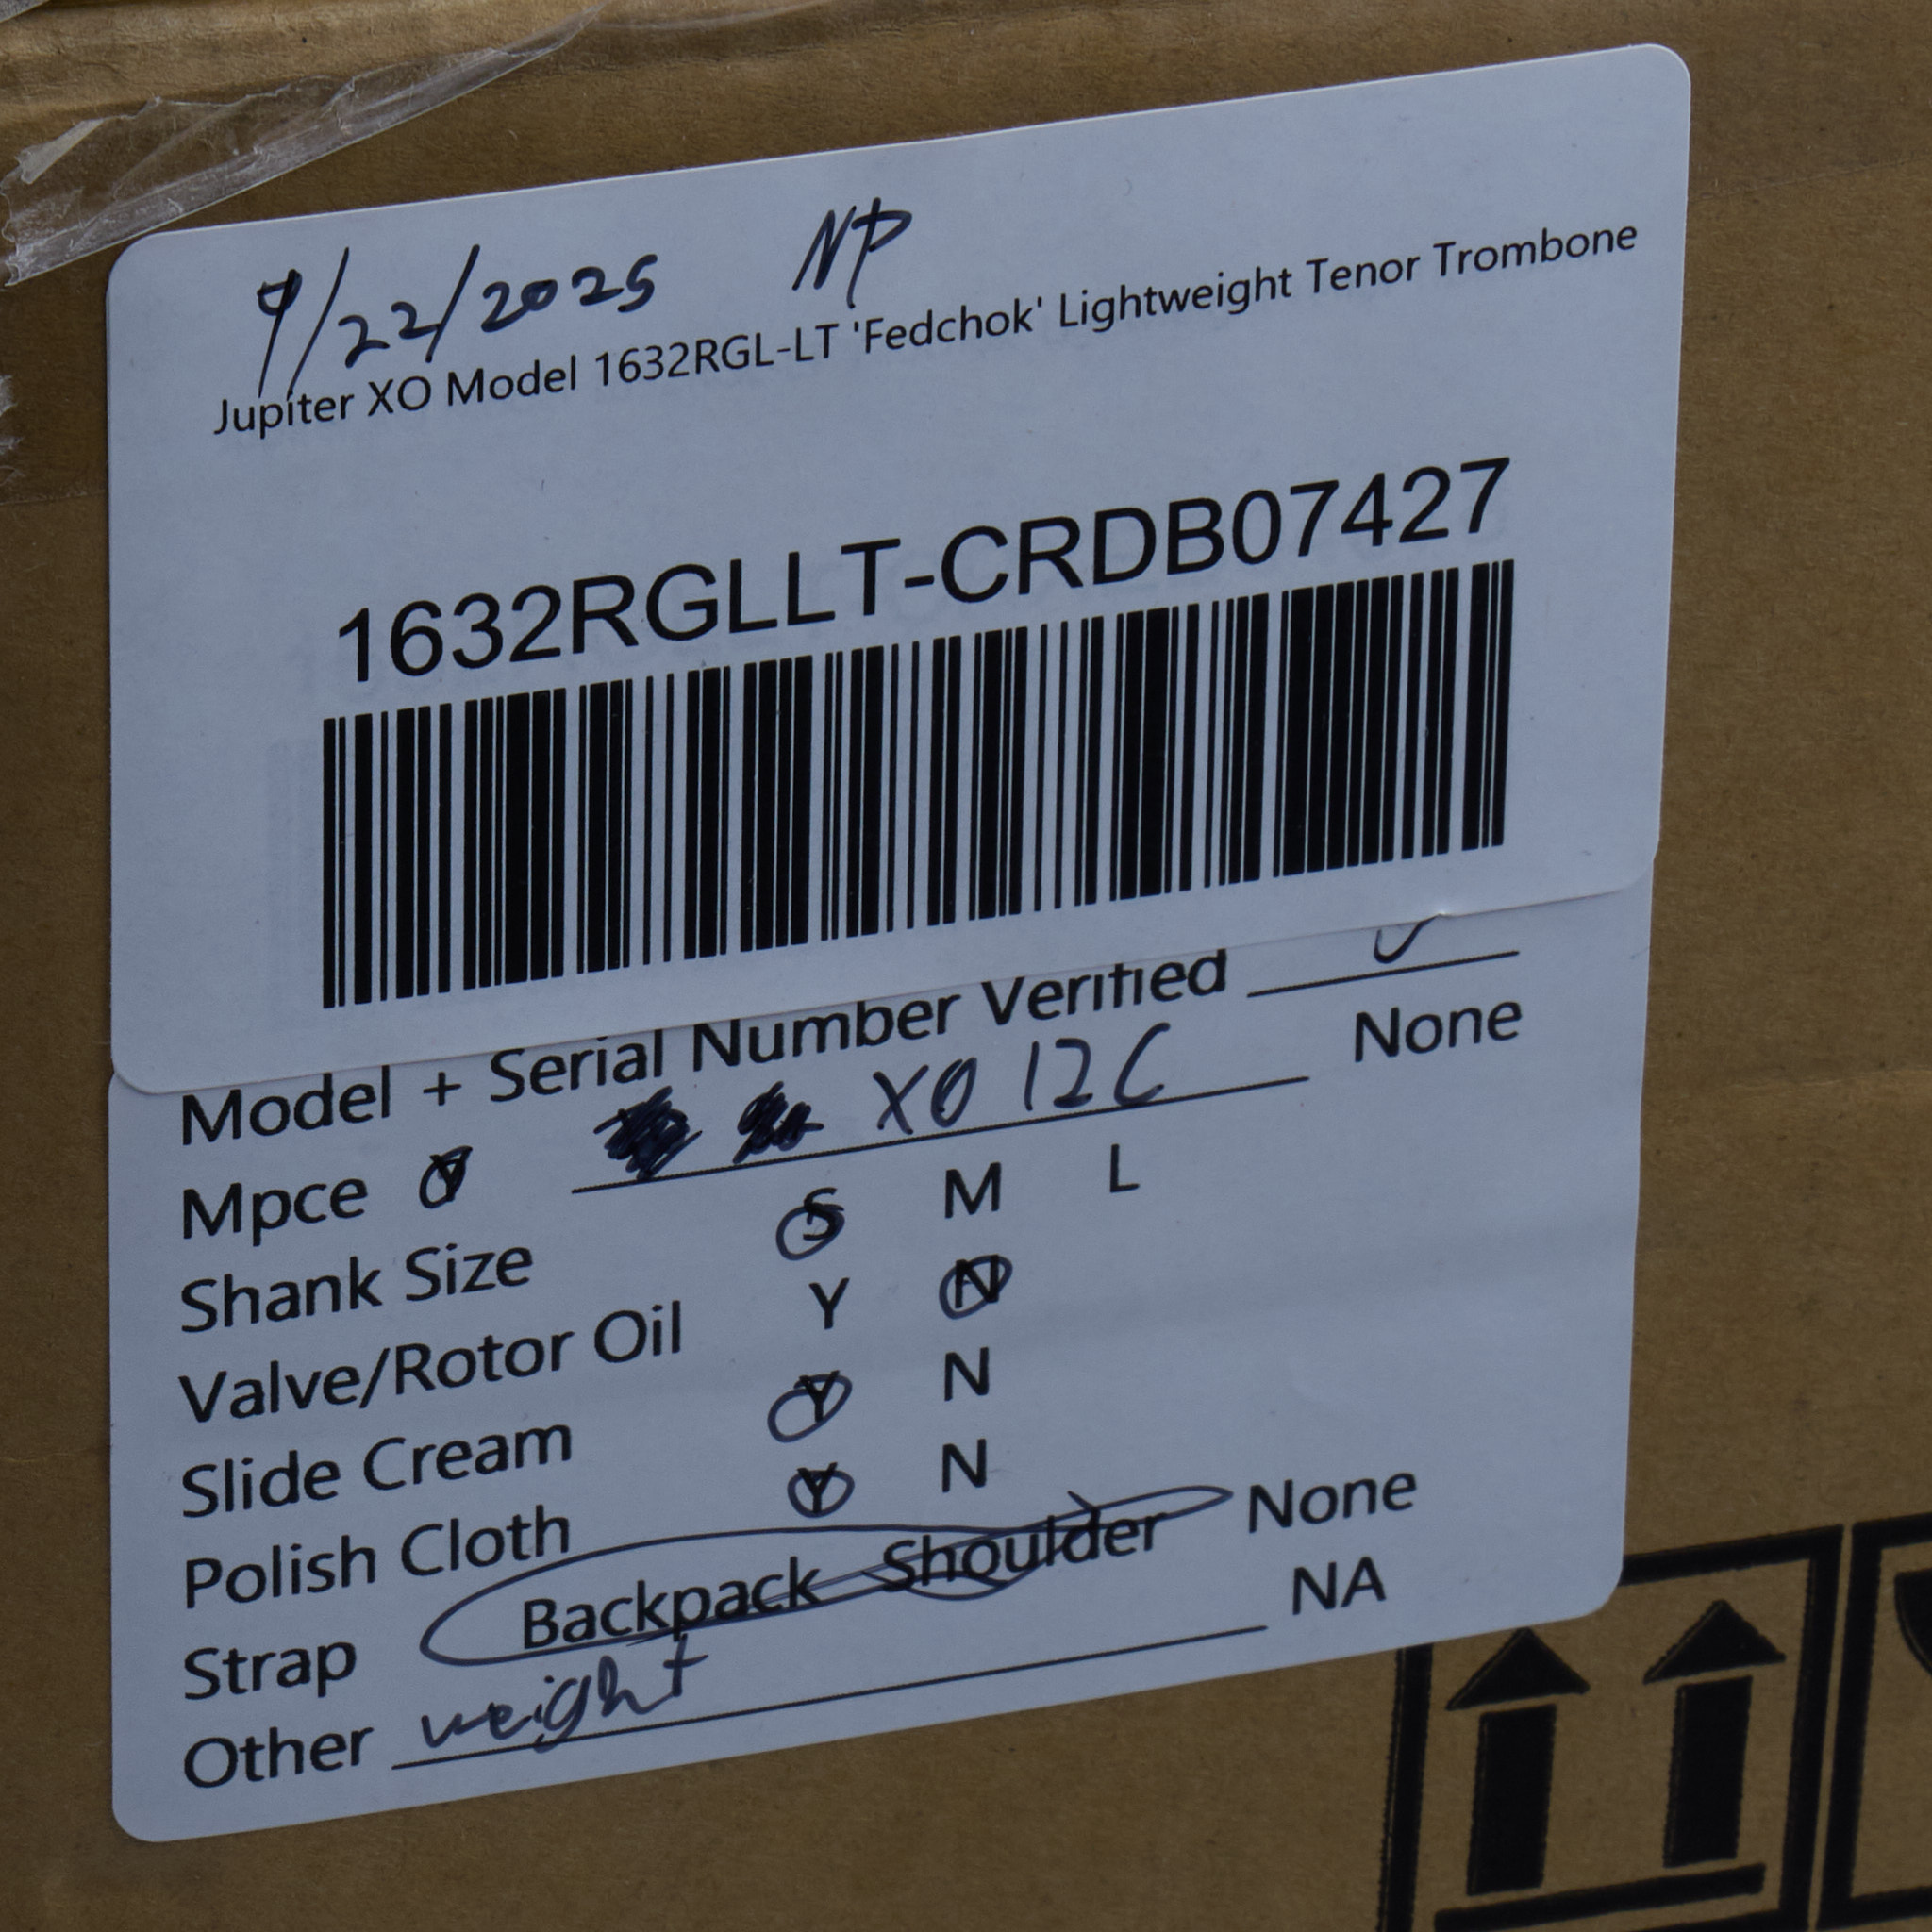 9/22/2025 NP
Jupiter XO Model 1632RGL-LT 'Fedchok' Lightweight Tenor Trombone
1632RGLLT-CRDB07427
Model + Serial Number Verified ✓
Mpce Y XO 12C None
Shank Size S M L
Valve/Rotor Oil Y N
Slide Cream Y N
Polish Cloth Y N
Strap Backpack Shoulder None
Other weight NA